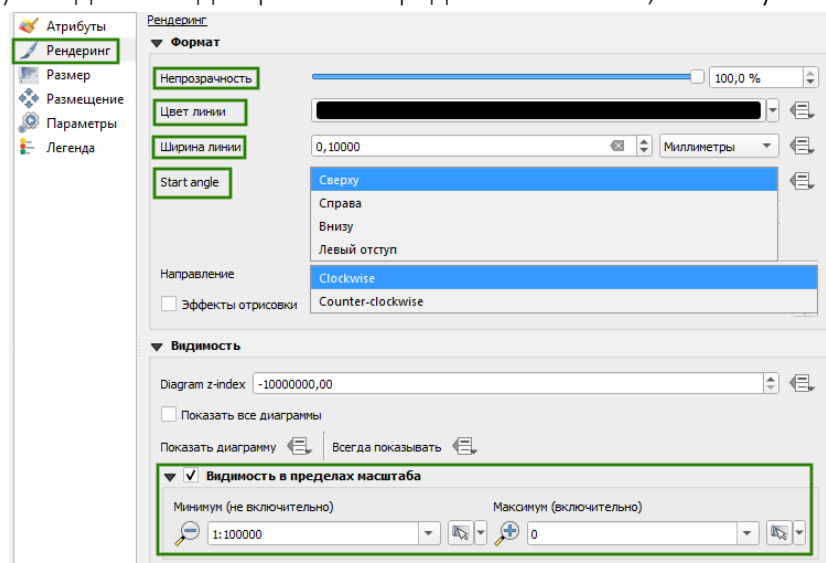 Атрибуты
Рендеринг
Размер
Размещение
Параметры
Легенда
Рендеринг
Формат
Непрозрачность 100,0 %
Цвет линии
Ширина линии 0,10000 Миллиметры
Start angle Сверху
Справа
Внизу
Левый отступ
Направление Clockwise
Эффекты отрисовки Counter-clockwise
Видимость
Diagram z-index -10000000,00
Показать все диаграммы
Показать диаграмму Всегда показывать
Видимость в пределах масштаба
Минимум (не включительно) Максимум (включительно)
1:100000 0